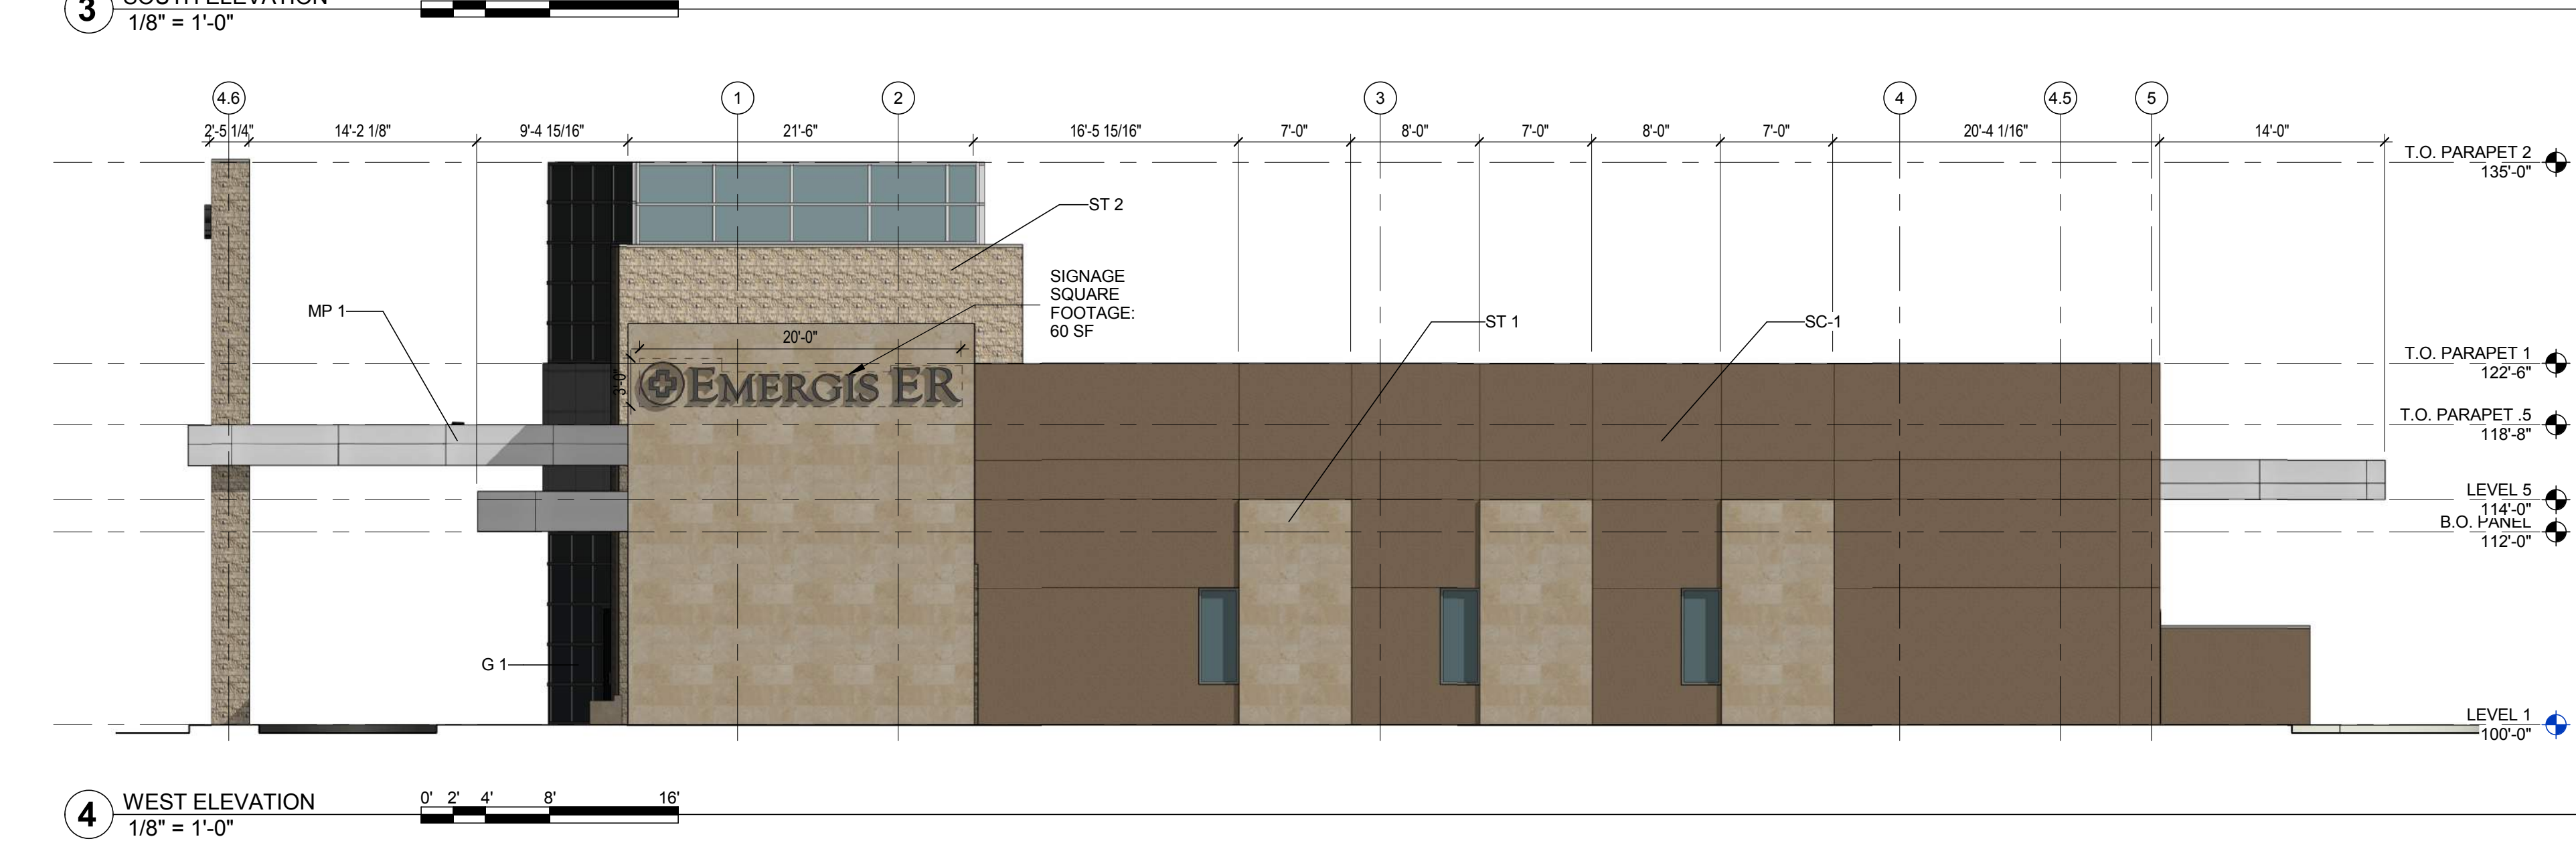 3
SOUTH ELEVATION
1/8" = 1'-0"
4.6
1
2
3
4
4.5
5
2'-5 1/4"
14'-2 1/8"
9'-4 15/16"
21'-6"
16'-5 15/16"
7'-0"
8'-0"
7'-0"
8'-0"
7'-0"
20'-4 1/16"
14'-0"
T.O. PARAPET 2
135'-0"
ST 2
SIGNAGE
SQUARE
FOOTAGE:
60 SF
MP 1
ST 1
SC-1
20'-0"
3'-0"
EMERGIS ER
T.O. PARAPET 1
122'-6"
T.O. PARAPET .5
118'-8"
LEVEL 5
114'-0"
B.O. PANEL
112'-0"
G 1
LEVEL 1
100'-0"
4
WEST ELEVATION
1/8" = 1'-0"
0' 2' 4' 8' 16'